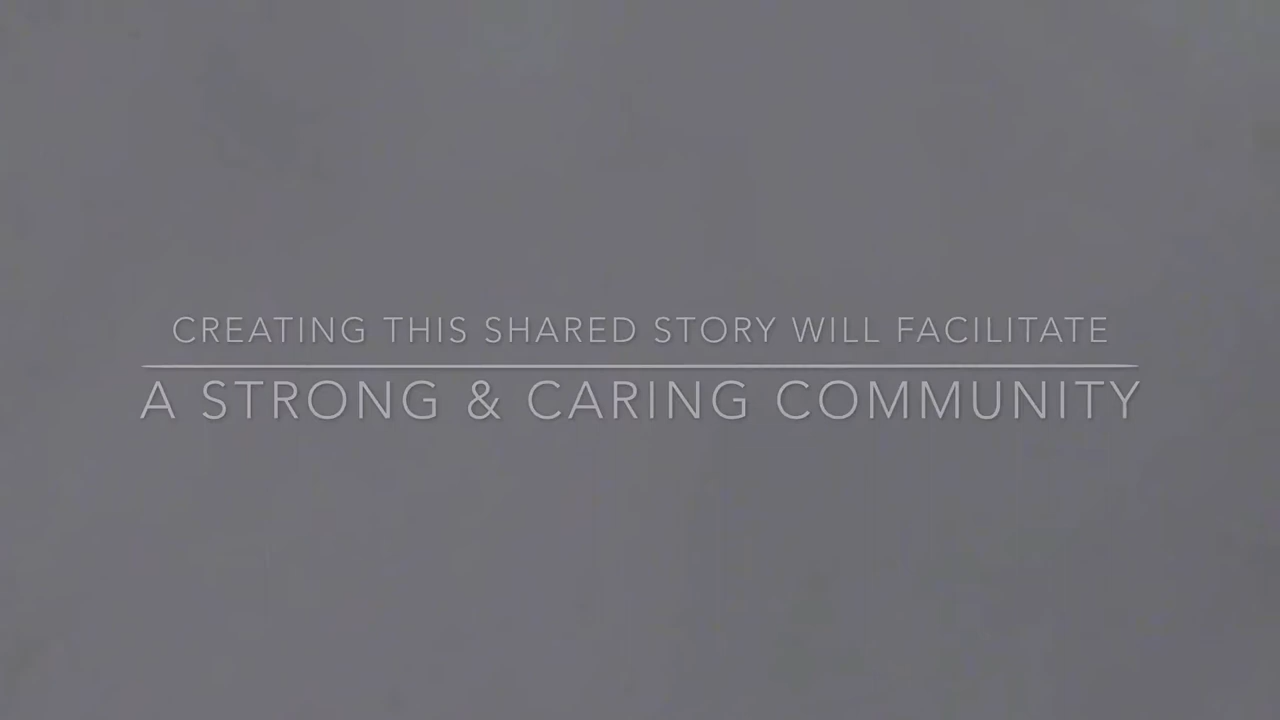 CREATING THIS SHARED STORY WILL FACILITATE
A STRONG & CARING COMMUNITY